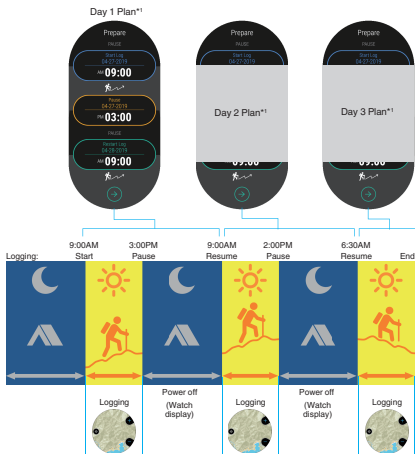 Day 1 Plan*1
Prepare
PAUSE
Start Log
04-27-2019
AM 09:00
Pause
04-27-2019
PM 03:00
PAUSE
Restart Log
04-28-2019
AM 09:00
Prepare
PAUSE
Start Log
04-27-2019
Day 2 Plan*1
09:00
Prepare
PAUSE
Start Log
04-27-2019
Day 3 Plan*1
09:00
9:00AM 3:00PM 9:00AM 2:00PM 6:30AM
Logging: Start Pause Resume Pause Resume End
Logging
Power off
(Watch
display)
Logging
Power off
(Watch
display)
Logging